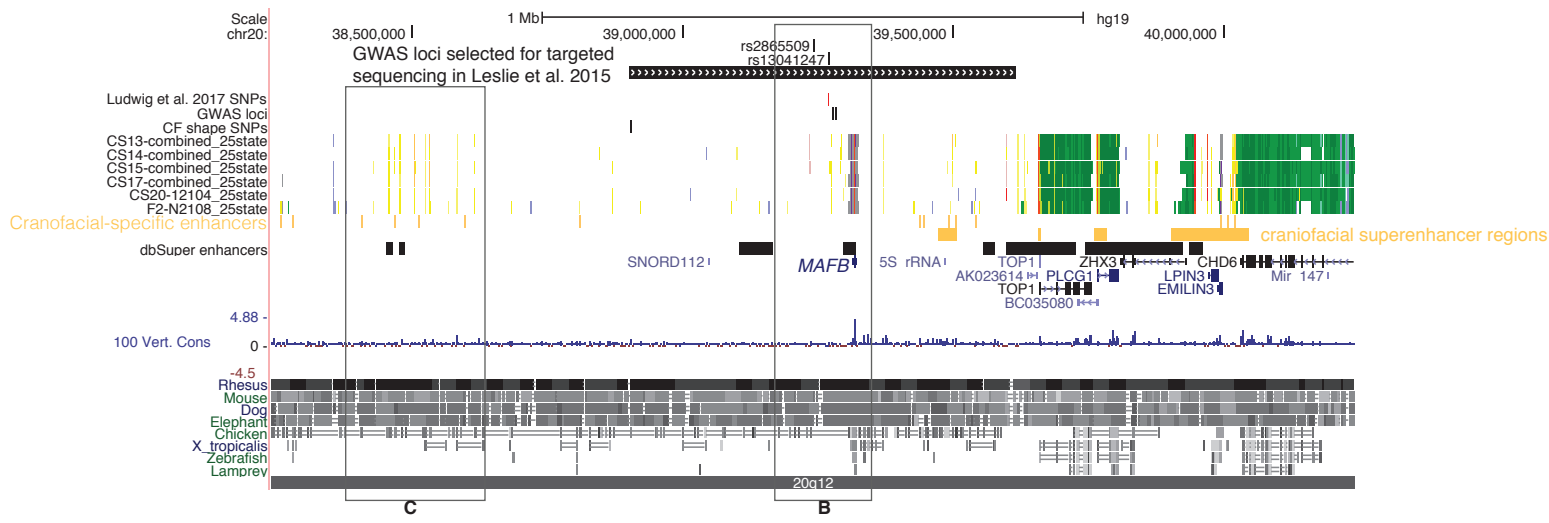 Scale
1 Mb
hg19
chr20:
38,500,000
39,000,000
39,500,000
40,000,000
GWAS loci selected for targeted
sequencing in Leslie et al. 2015
rs2865509
rs13041247
Ludwig et al. 2017 SNPs
GWAS loci
CF shape SNPs
CS13-combined_25state
CS14-combined_25state
CS15-combined_25state
CS17-combined_25state
CS20-12104_25state
F2-N2108_25state
Cranofacial-specific enhancers
craniofacial superenhancer regions
dbSuper enhancers
SNORD112
MAFB
5S rRNA
TOP1
ZHX3
CHD6
AK023614
PLCG1
LPIN3
Mir 147
TOP1
EMILIN3
BC035080
4.88 -
100 Vert. Cons
0 -
-4.5
Rhesus
Mouse
Dog
Elephant
Chicken
X_tropicalis
Zebrafish
Lamprey
20q12
C
B